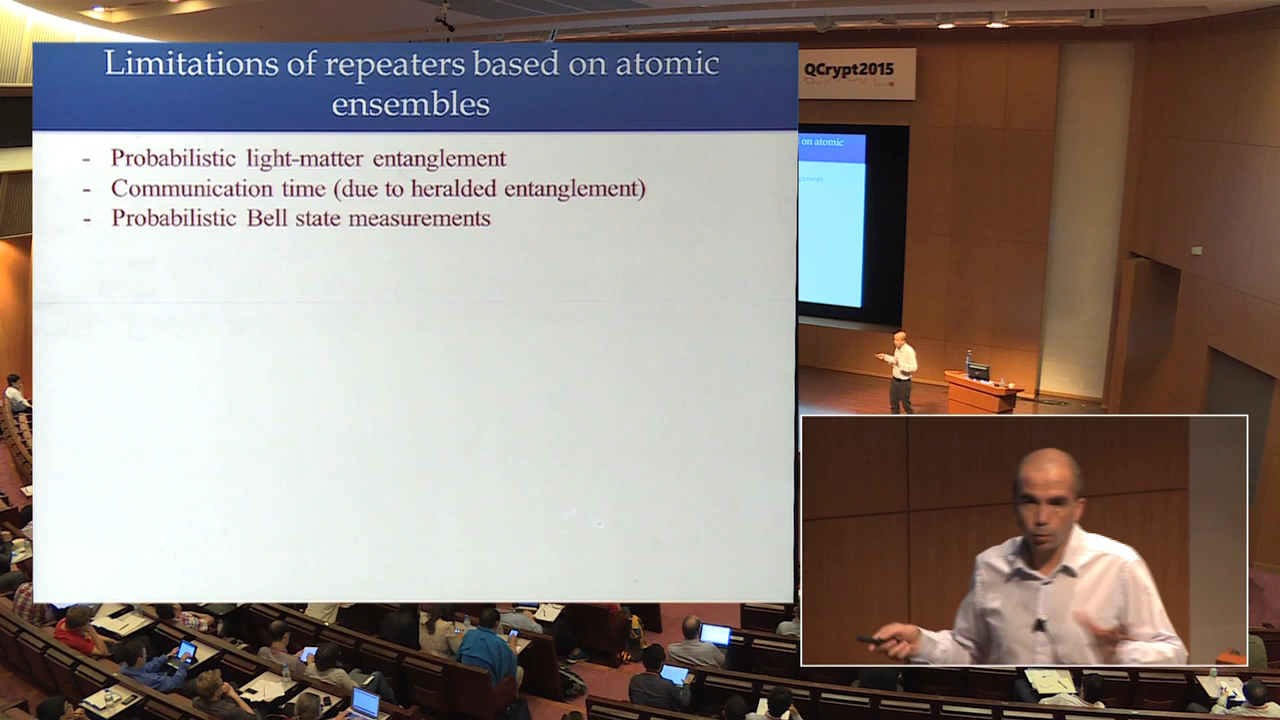 Limitations of repeaters based on atomic
ensembles
- Probabilistic light-matter entanglement
- Communication time (due to heralded entanglement)
- Probabilistic Bell state measurements
QCrypt2015
on atomic